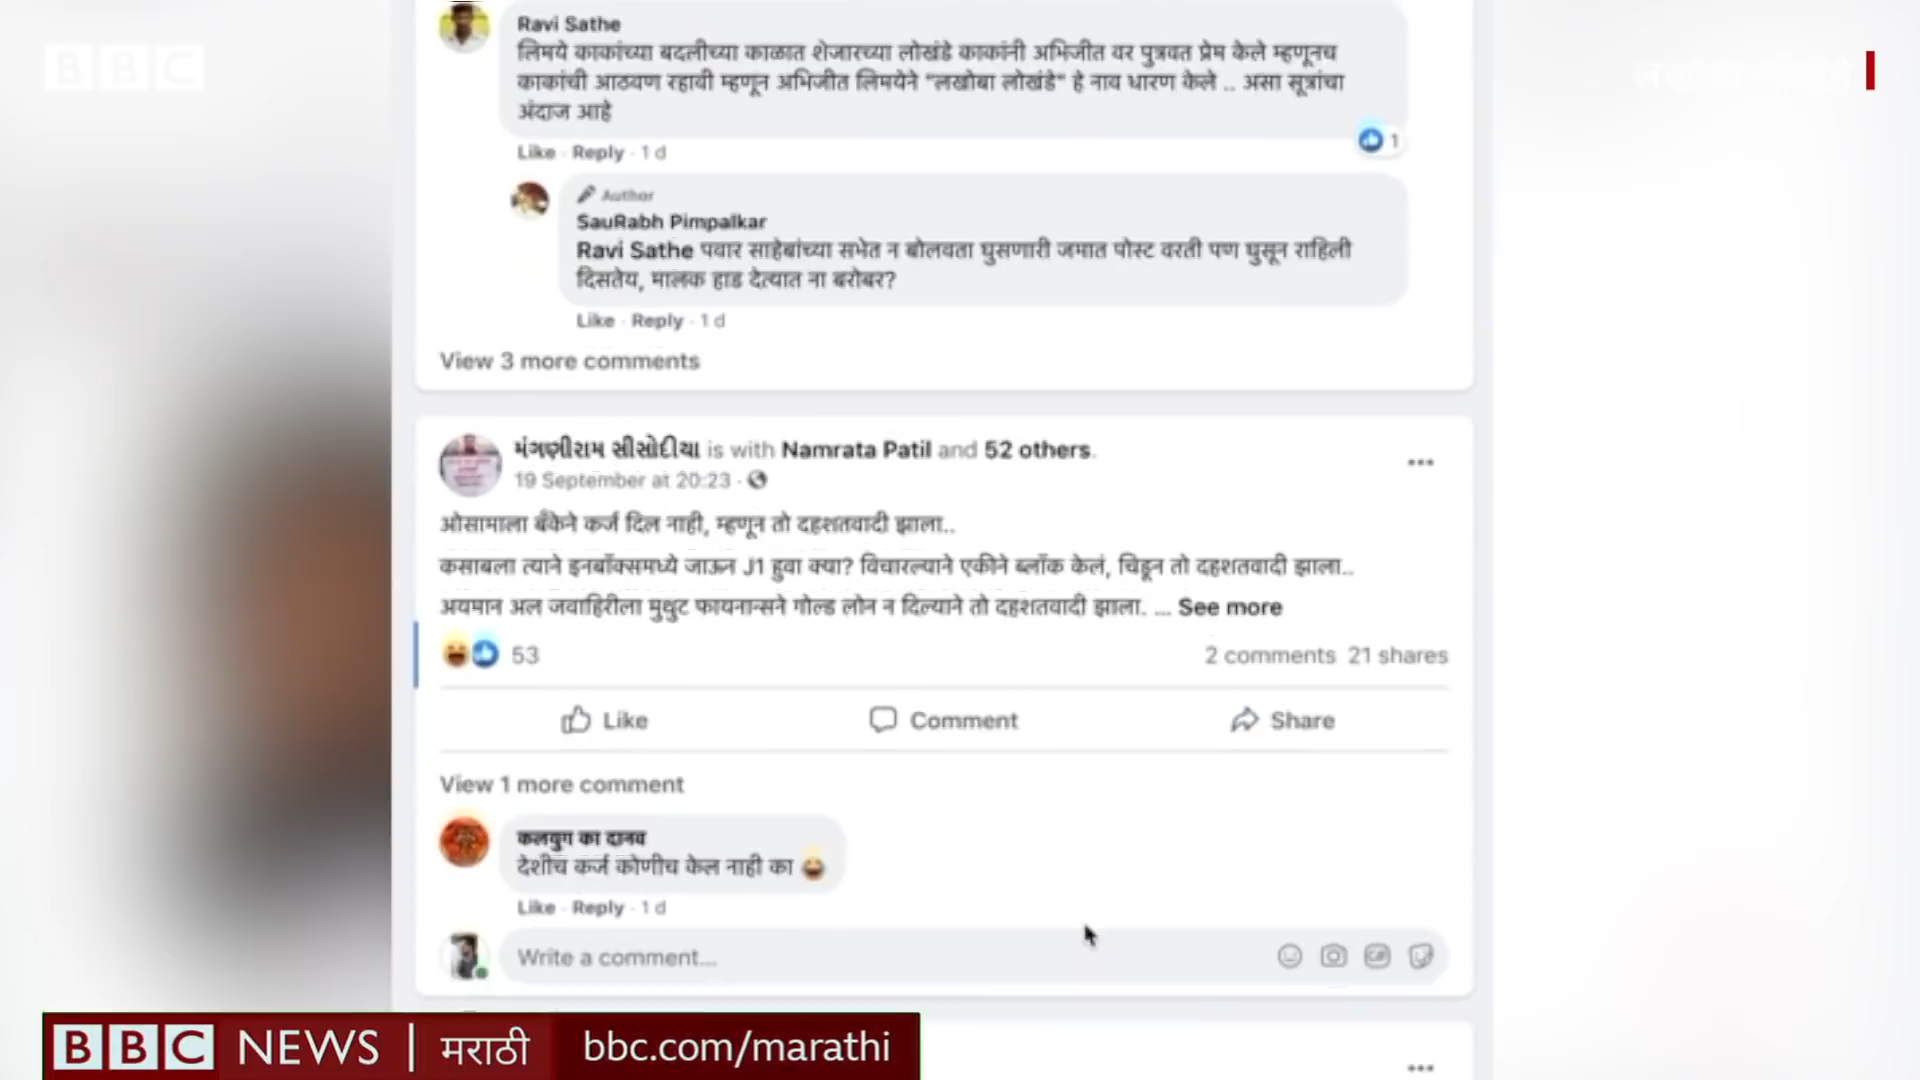 BBC
Ravi Sathe
लिमये काकांच्या बदलीच्या काळात शेजारच्या लोखंडे काकांनी अभिजीत वर पुत्रवत प्रेम केले म्हणूनच
काकांची आठवण रहावी म्हणून अभिजीत लिमयेने "लखोबा लोखंडे" हे नाव धारण केले .. असा सूत्रांचा
अंदाज आहे
1
Like · Reply · 1 d
Author
SauRabh Pimpalkar
Ravi Sathe पवार साहेबांच्या सभेत न बोलवता घुसणारी जमात पोस्ट वरती पण घुसून राहिली
दिसतेय, मालक हाड देत्यात ना बरोबर?
Like · Reply · 1 d
View 3 more comments
મંગણીરામ સીસોદીયા is with Namrata Patil and 52 others.
19 September at 20:23 ·
ओसामाला बँकेने कर्ज दिल नाही, म्हणून तो दहशतवादी झाला..
कसाबला त्याने इनबॉक्समध्ये जाऊन J1 हुवा क्या? विचारल्याने एकीने ब्लॉक केलं, चिडून तो दहशतवादी झाला..
अयमान अल जवाहिरीला मुथुट फायनान्सने गोल्ड लोन न दिल्याने तो दहशतवादी झाला. ... See more
53 2 comments 21 shares
Like Comment Share
View 1 more comment
कलयुग का दानव
देशीच कर्ज कोणीच केल नाही का
Like · Reply · 1 d
Write a comment...
GIF
BBC NEWS | मराठी bbc.com/marathi